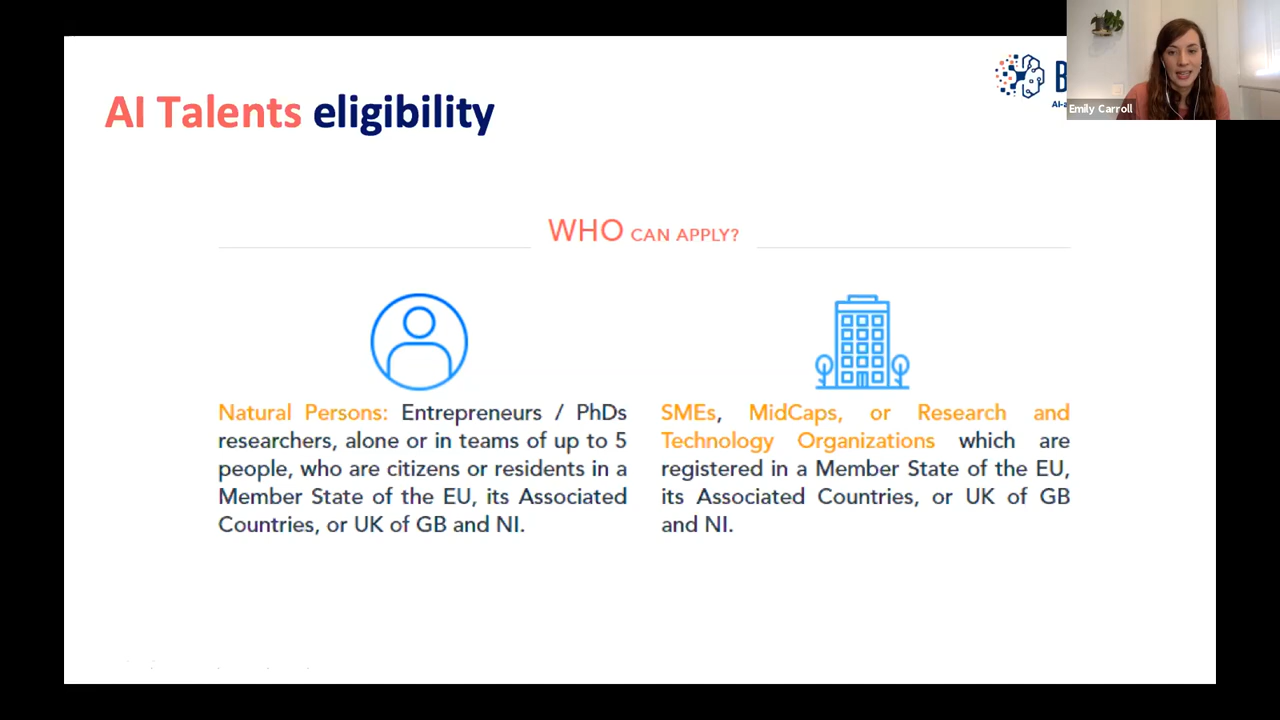 AI Talents eligibility
Emily Carroll
WHO CAN APPLY?
Natural Persons: Entrepreneurs / PhDs
researchers, alone or in teams of up to 5
people, who are citizens or residents in a
Member State of the EU, its Associated
Countries, or UK of GB and NI.
SMEs, MidCaps, or Research and
Technology Organizations which are
registered in a Member State of the EU,
its Associated Countries, or UK of GB
and NI.